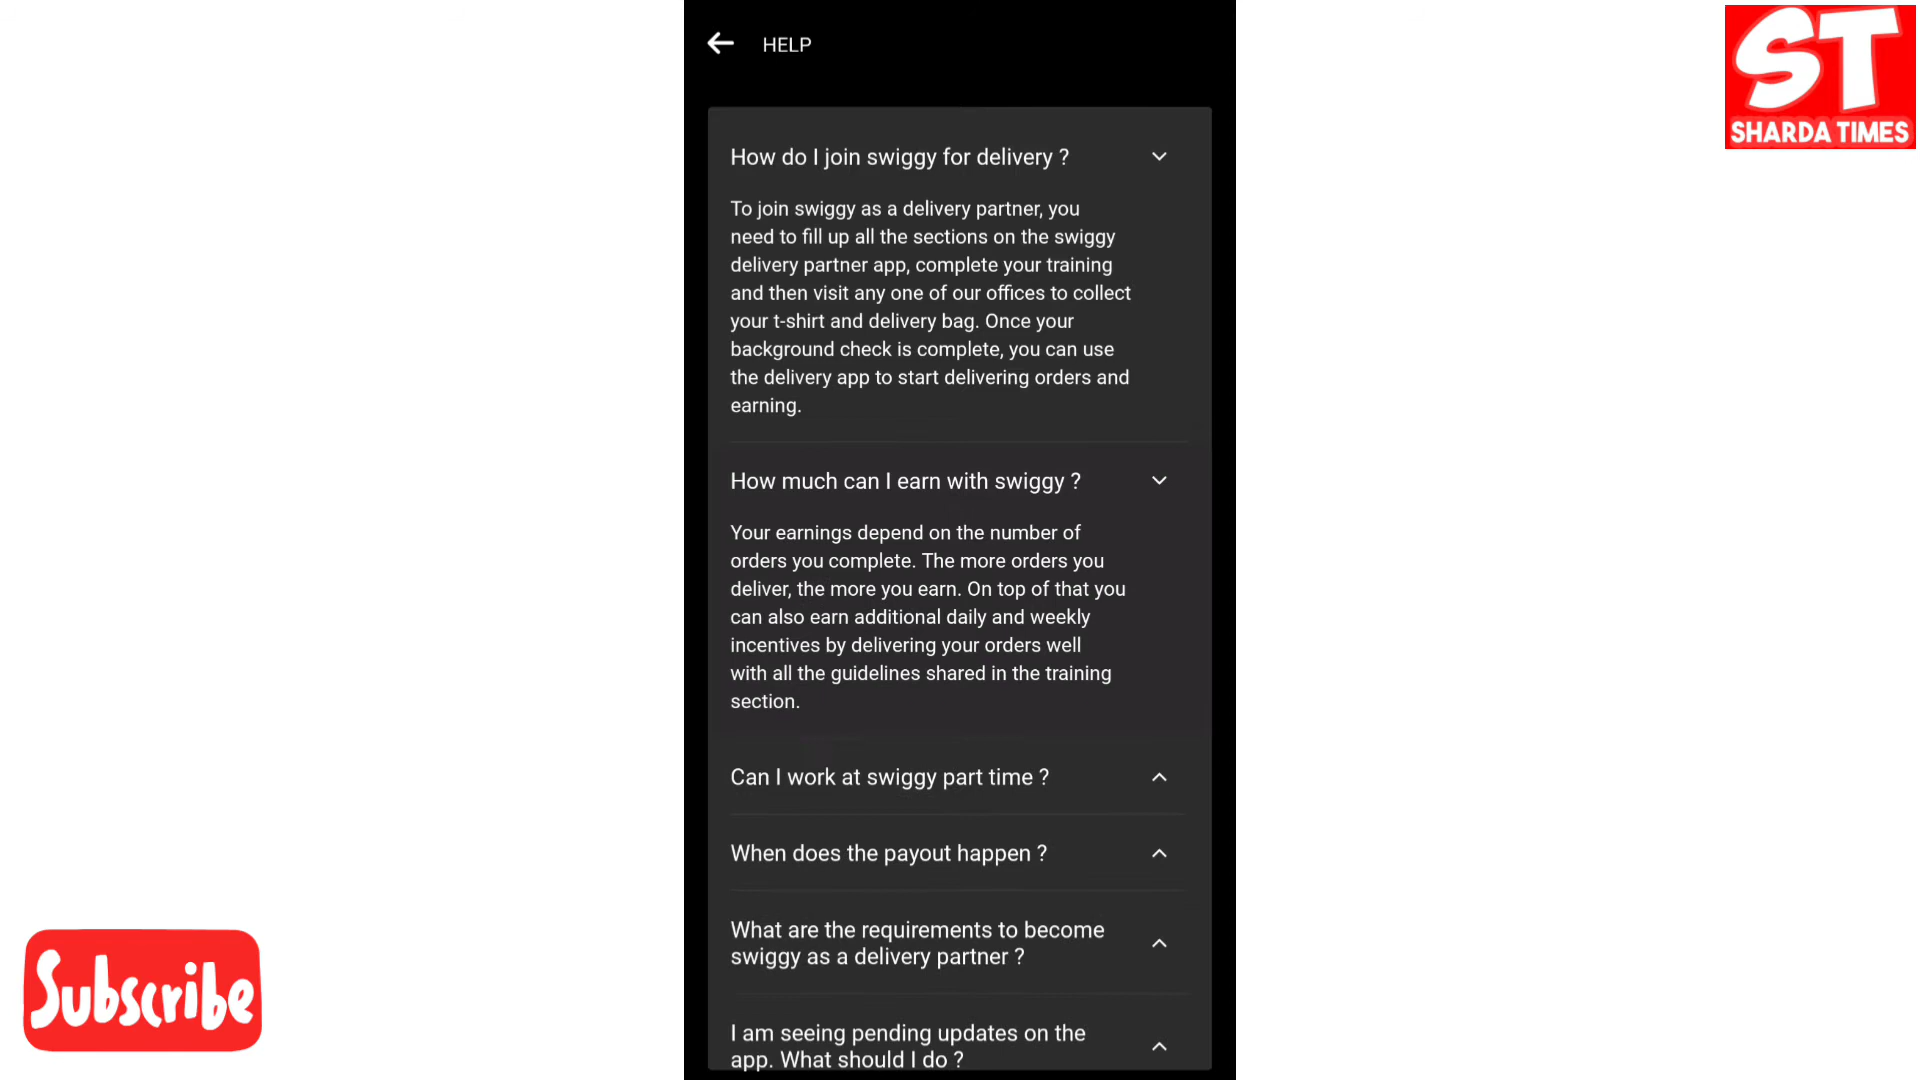 HELP
ST
SHARDA TIMES
How do I join swiggy for delivery ?
To join swiggy as a delivery partner, you
need to fill up all the sections on the swiggy
delivery partner app, complete your training
and then visit any one of our offices to collect
your t-shirt and delivery bag. Once your
background check is complete, you can use
the delivery app to start delivering orders and
earning.
How much can I earn with swiggy ?
Your earnings depend on the number of
orders you complete. The more orders you
deliver, the more you earn. On top of that you
can also earn additional daily and weekly
incentives by delivering your orders well
with all the guidelines shared in the training
section.
Can I work at swiggy part time ?
When does the payout happen ?
What are the requirements to become
swiggy as a delivery partner ?
I am seeing pending updates on the
app. What should I do ?
Subscribe